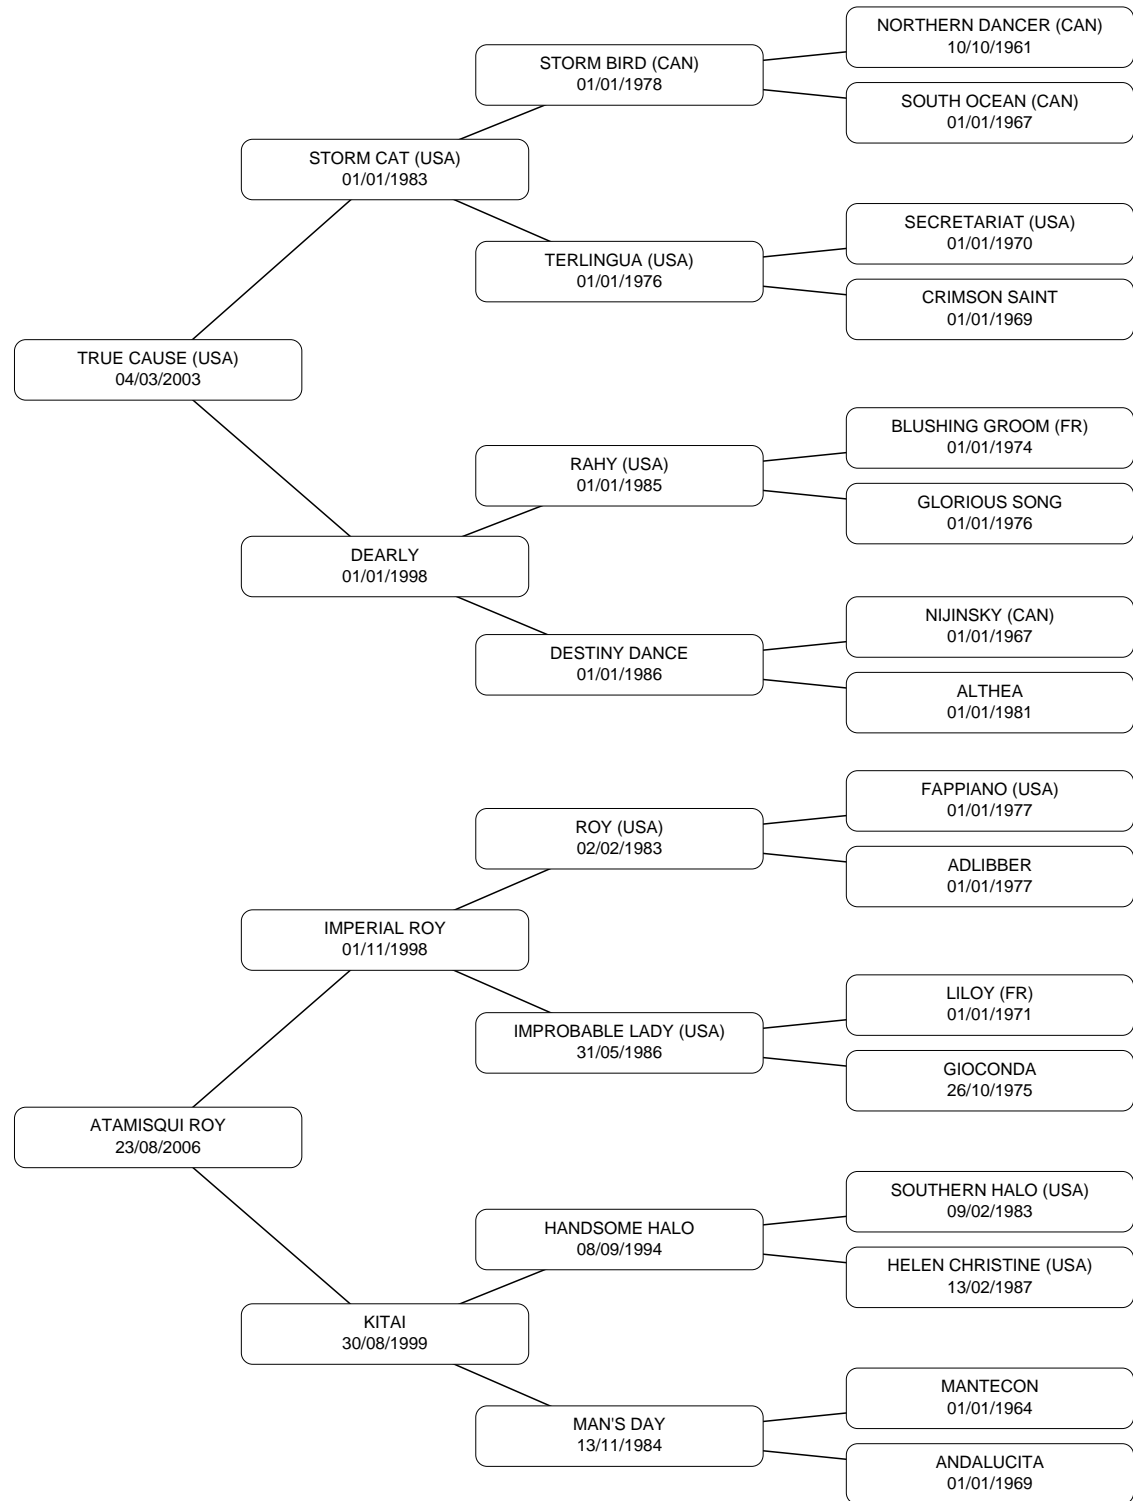 NORTHERN DANCER (CAN)
10/10/1961
STORM BIRD (CAN)
01/01/1978
SOUTH OCEAN (CAN)
01/01/1967
STORM CAT (USA)
01/01/1983
SECRETARIAT (USA)
01/01/1970
TERLINGUA (USA)
01/01/1976
CRIMSON SAINT
01/01/1969
TRUE CAUSE (USA)
04/03/2003
BLUSHING GROOM (FR)
01/01/1974
RAHY (USA)
01/01/1985
GLORIOUS SONG
01/01/1976
DEARLY
01/01/1998
NIJINSKY (CAN)
01/01/1967
DESTINY DANCE
01/01/1986
ALTHEA
01/01/1981
FAPPIANO (USA)
01/01/1977
ROY (USA)
02/02/1983
ADLIBBER
01/01/1977
IMPERIAL ROY
01/11/1998
LILOY (FR)
01/01/1971
IMPROBABLE LADY (USA)
31/05/1986
GIOCONDA
26/10/1975
ATAMISQUI ROY
23/08/2006
SOUTHERN HALO (USA)
09/02/1983
HANDSOME HALO
08/09/1994
HELEN CHRISTINE (USA)
13/02/1987
KITAI
30/08/1999
MANTECON
01/01/1964
MAN'S DAY
13/11/1984
ANDALUCITA
01/01/1969